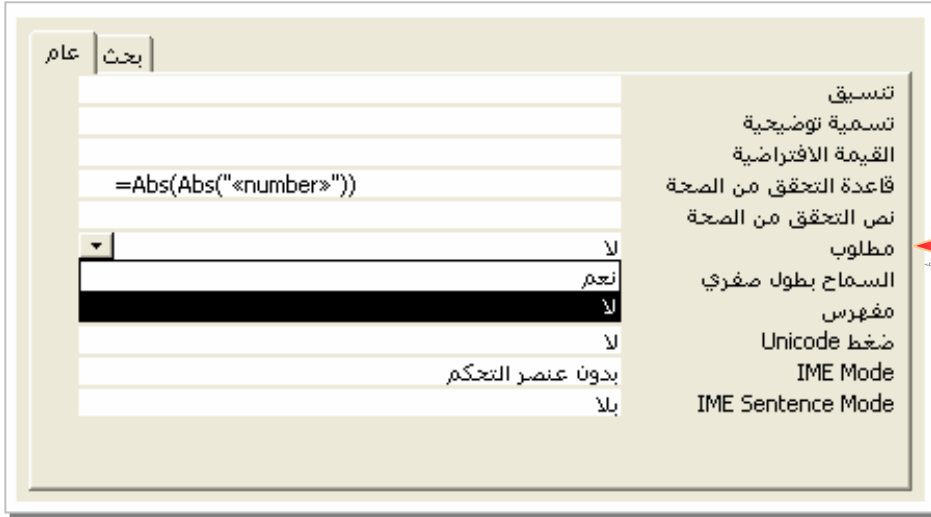 عام بحث
تنسيق
تسمية توضيحية
القيمة الافتراضية
قاعدة التحقق من الصحة =Abs(Abs("«number»"))
نص التحقق من الصحة
مطلوب لا
السماح بطول صفري نعم
مفهرس لا
ضغط Unicode لا
IME Mode بدون عنصر التحكم
IME Sentence Mode بلا